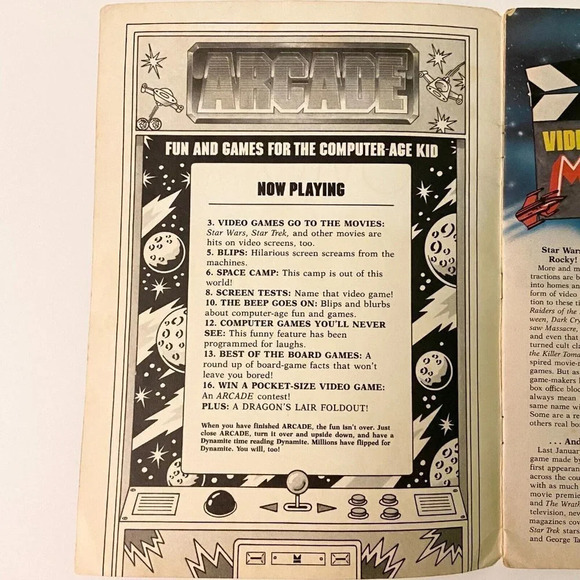 ARCADE
FUN AND GAMES FOR THE COMPUTER-AGE KID
NOW PLAYING
3. VIDEO GAMES GO TO THE MOVIES:
Star Wars, Star Trek, and other movies are
hits on video screens, too.
5. BLIPS: Hilarious screen screams from the
machines.
6. SPACE CAMP: This camp is out of this
world!
8. SCREEN TESTS: Name that video game!
10. THE BEEP GOES ON: Blips and blurbs
about computer-age fun and games.
12. COMPUTER GAMES YOU'LL NEVER
SEE: This funny feature has been
programmed for laughs.
13. BEST OF THE BOARD GAMES: A
round up of board-game facts that won't
leave you bored!
16. WIN A POCKET-SIZE VIDEO GAME:
An ARCADE contest!
PLUS: A DRAGON'S LAIR FOLDOUT!
When you have finished ARCADE, the fun isn't over. Just
close ARCADE, turn it over and upside down, and have a
Dynamite time reading Dynamite. Millions have flipped for
Dynamite. You will, too!
Star Wars
Rocky!
More and m
tractions are b
into homes an
form of video
tion to these ti
Raiders of the
ween, Dark Cry
saw Massacre,
and even that
turned cult cla
the Killer Toma
spired movie-t
games. But as
game-makers
box office bloc
always mean
same name w
Some are a re
others real bo
. . . And
Last Januar
game made by
first appearan
across the cou
with as much
movie premie
and The Wrath
television, new
magazines cov
Star Trek stars
and George Ta